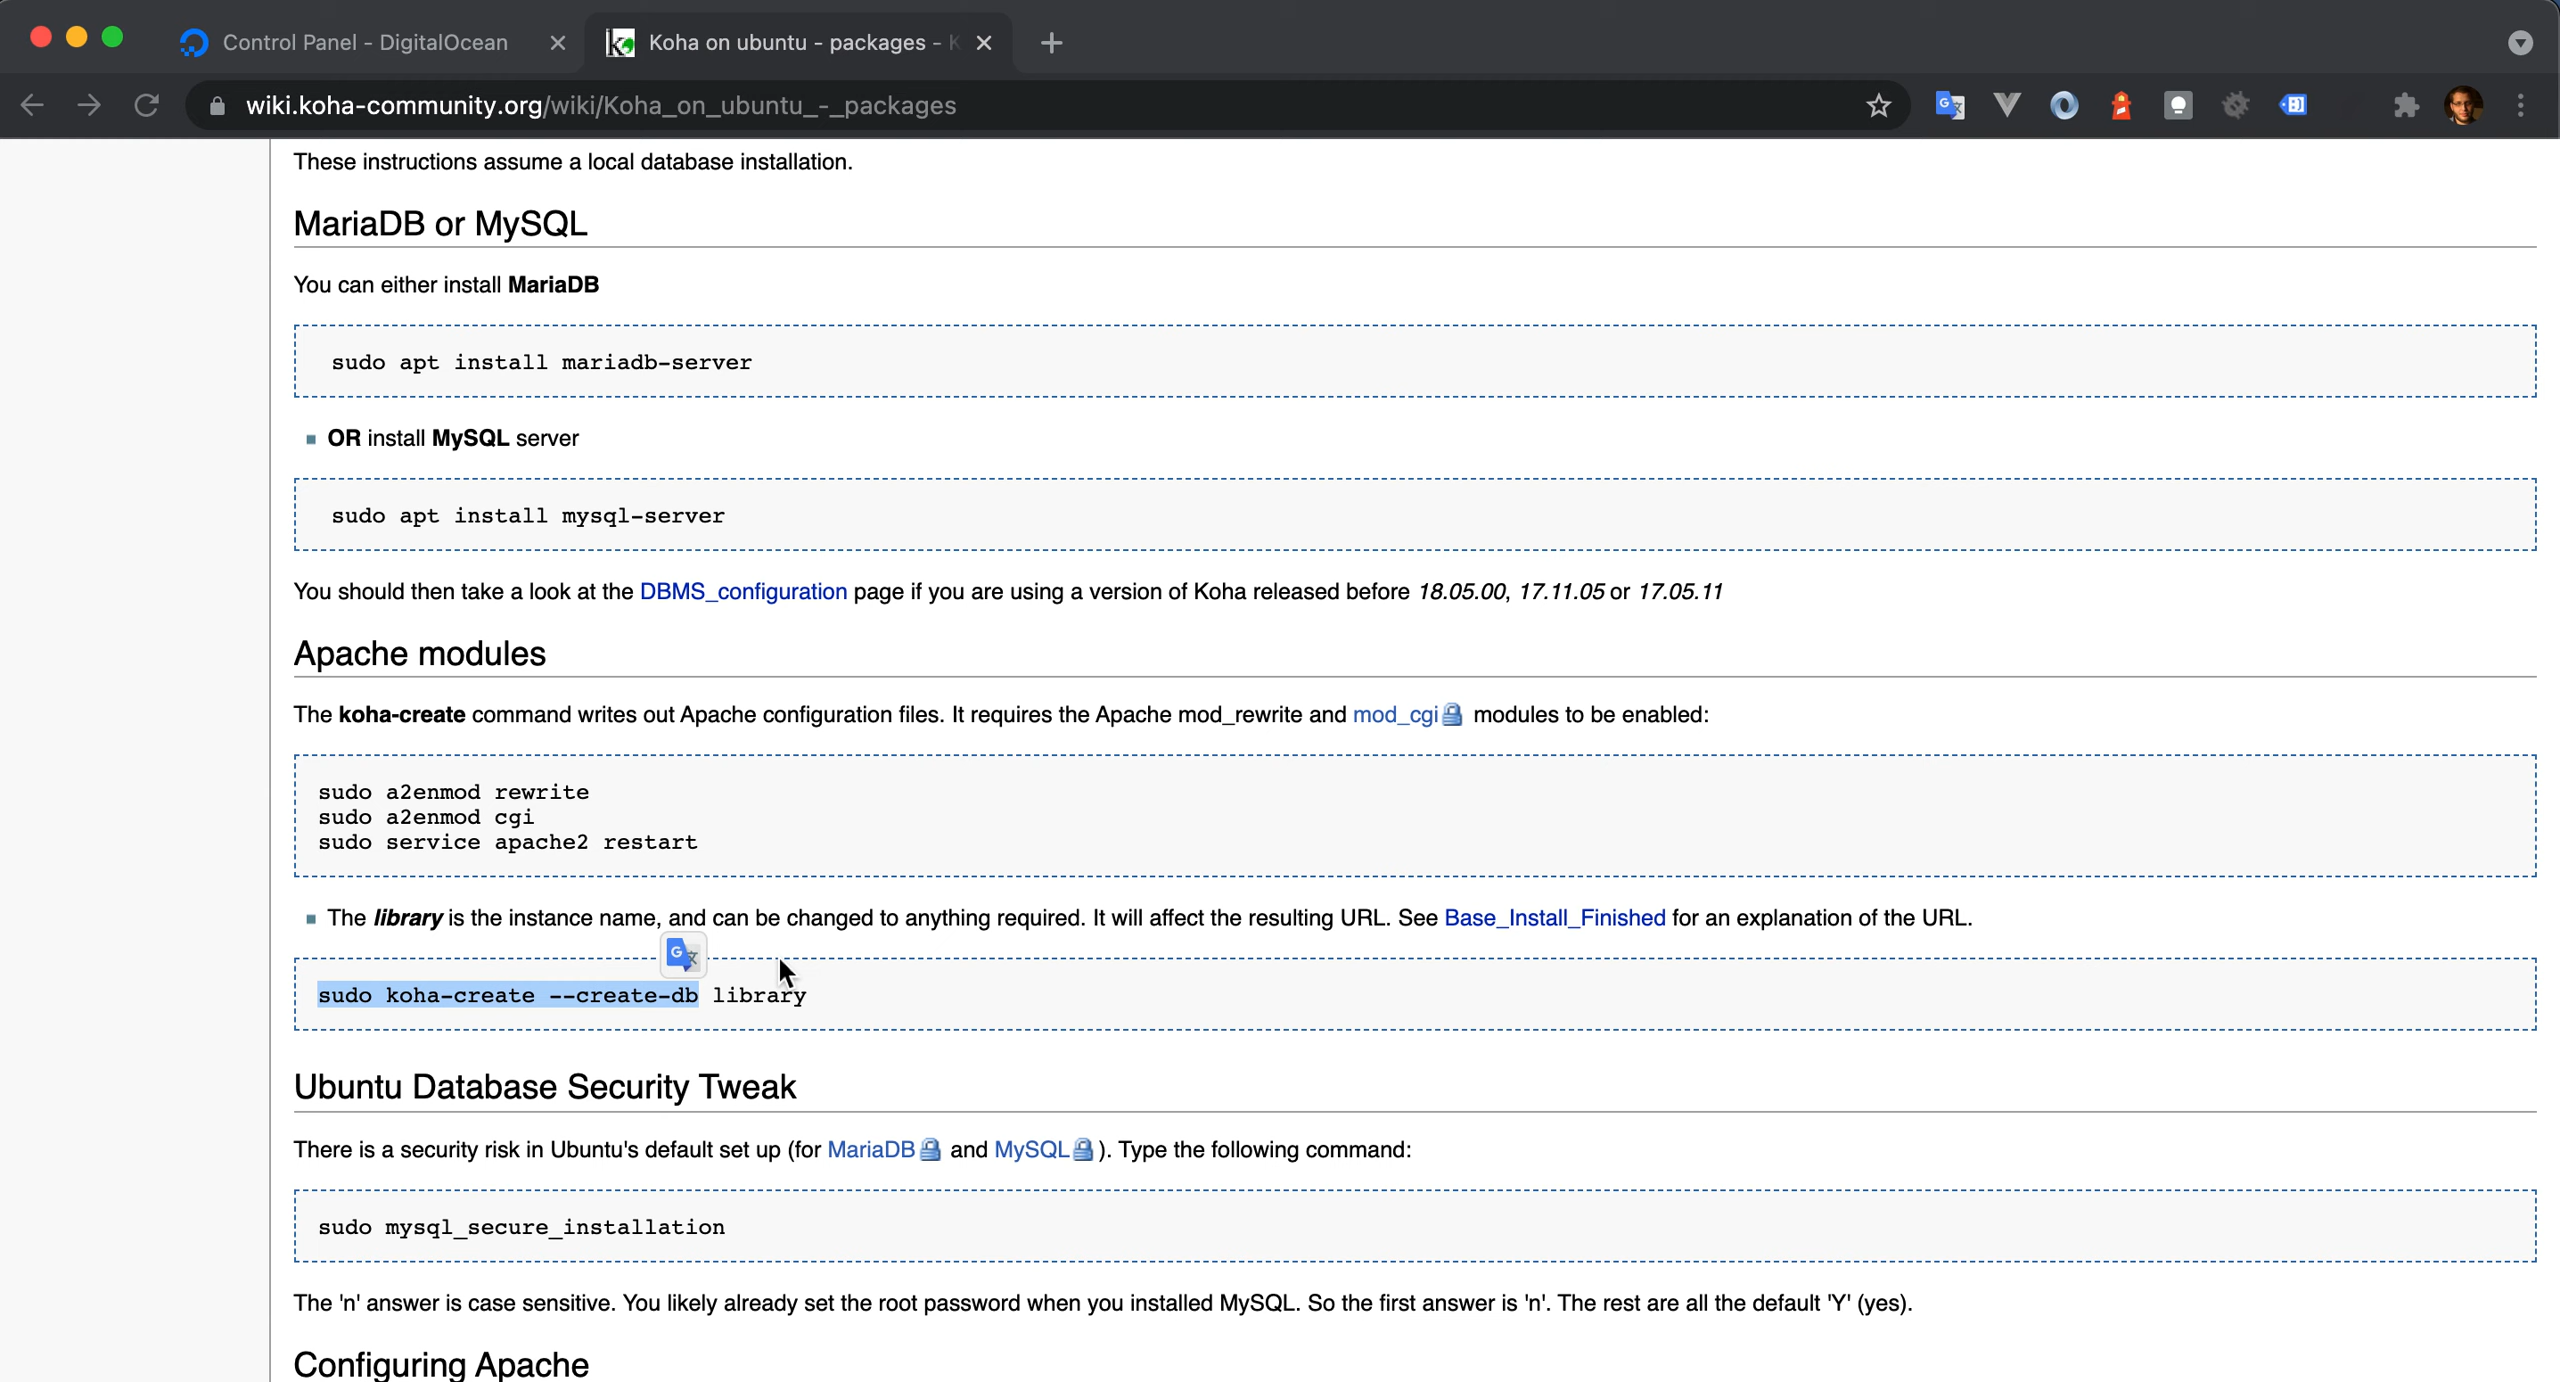 Control Panel - DigitalOcean
Koha on ubuntu - packages - K
wiki.koha-community.org/wiki/Koha_on_ubuntu_-_packages
These instructions assume a local database installation.
MariaDB or MySQL
You can either install MariaDB
sudo apt install mariadb-server
OR install MySQL server
sudo apt install mysql-server
You should then take a look at the DBMS_configuration page if you are using a version of Koha released before 18.05.00, 17.11.05 or 17.05.11
Apache modules
The koha-create command writes out Apache configuration files. It requires the Apache mod_rewrite and mod_cgi modules to be enabled:
sudo a2enmod rewrite
sudo a2enmod cgi
sudo service apache2 restart
The library is the instance name, and can be changed to anything required. It will affect the resulting URL. See Base_Install_Finished for an explanation of the URL.
sudo koha-create --create-db library
Ubuntu Database Security Tweak
There is a security risk in Ubuntu's default set up (for MariaDB and MySQL). Type the following command:
sudo mysql_secure_installation
The 'n' answer is case sensitive. You likely already set the root password when you installed MySQL. So the first answer is 'n'. The rest are all the default 'Y' (yes).
Configuring Apache